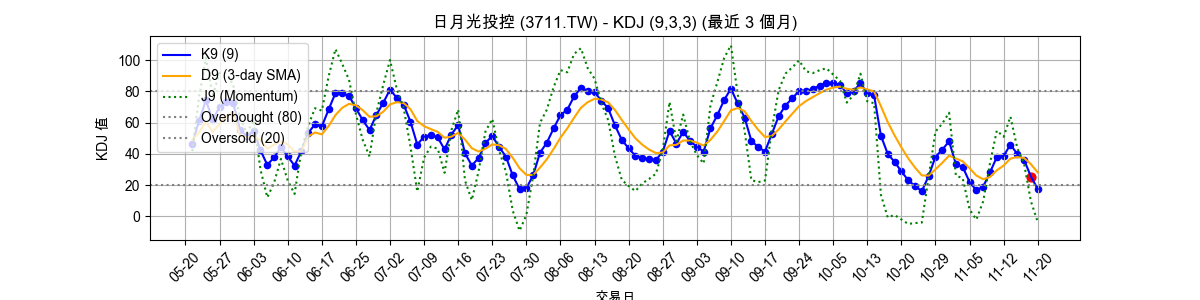 日月光投控 (3711.TW) - KDJ (9,3,3) (最近 3 個月)
K9 (9)
D9 (3-day SMA)
J9 (Momentum)
Overbought (80)
Oversold (20)
KDJ 值
100
80
60
40
20
0
05-20 05-27 06-03 06-10 06-17 06-25 07-02 07-09 07-16 07-23 07-30 08-06 08-13 08-20 08-27 09-03 09-10 09-17 09-24 10-05 10-13 10-20 10-29 11-05 11-12 11-20
交易日